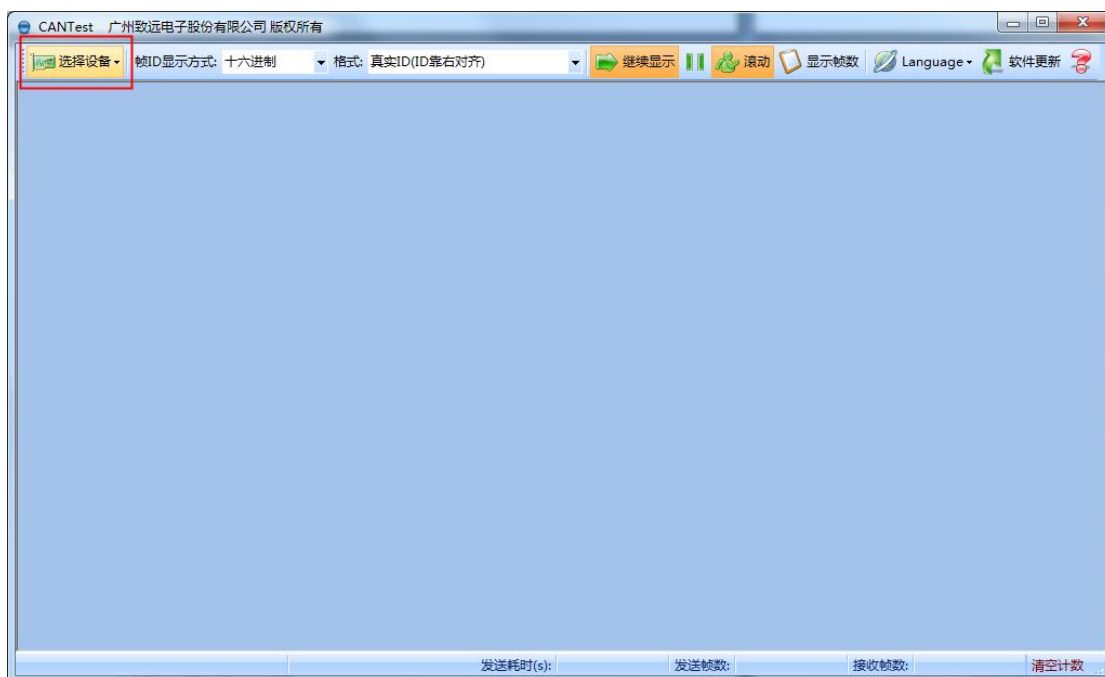 CANTest 广州致远电子股份有限公司 版权所有
选择设备 帧ID显示方式: 十六进制 格式: 真实ID(ID靠右对齐) 继续显示 滚动 显示帧数 Language 软件更新
发送耗时(s): 发送帧数: 接收帧数: 清空计数